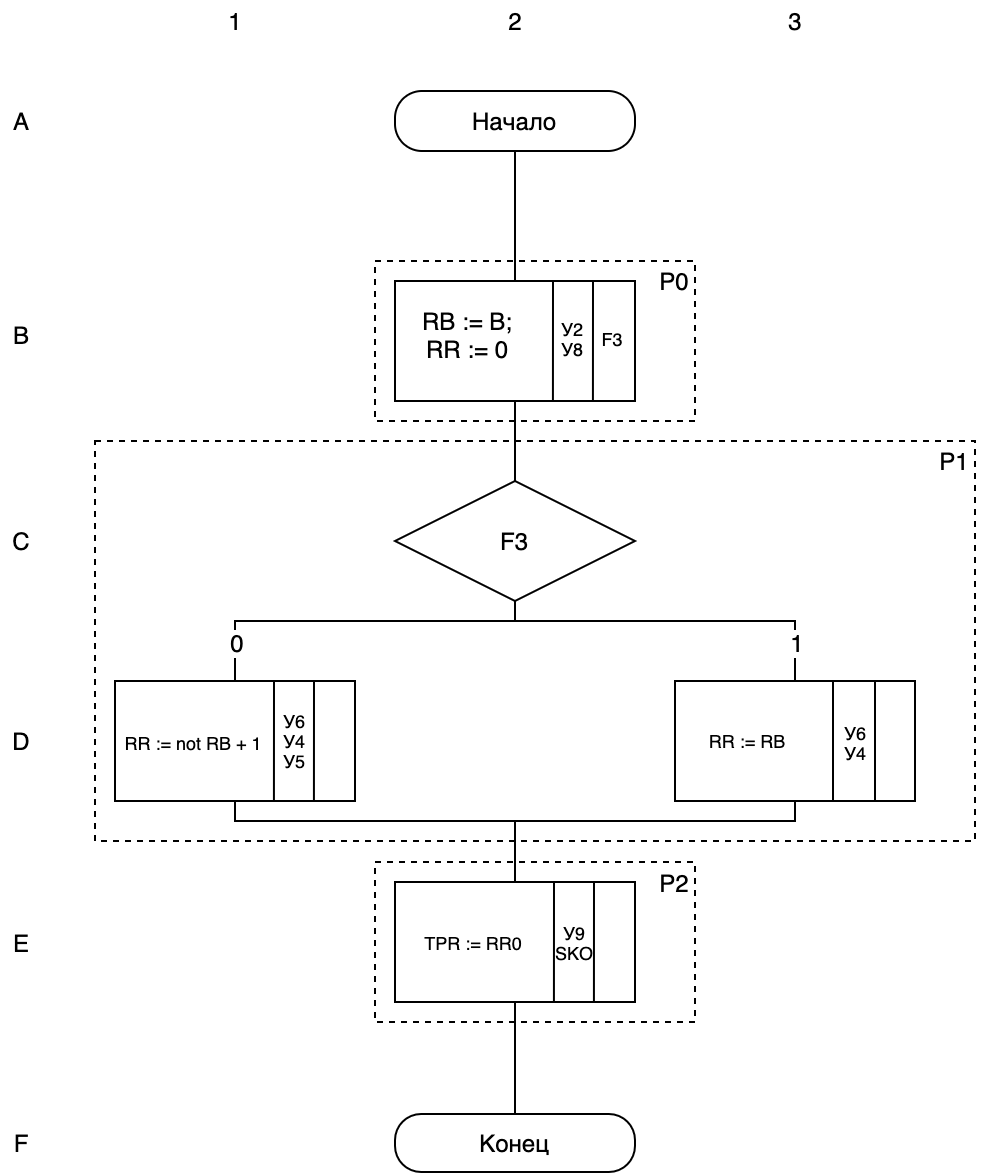 1 2 3
A
Начало
P0
B
RB := B;
RR := 0
У2
У8
F3
P1
C
F3
0
1
D
RR := not RB + 1
У6
У4
У5
RR := RB
У6
У4
P2
E
TPR := RR0
У9
SKO
F
Конец